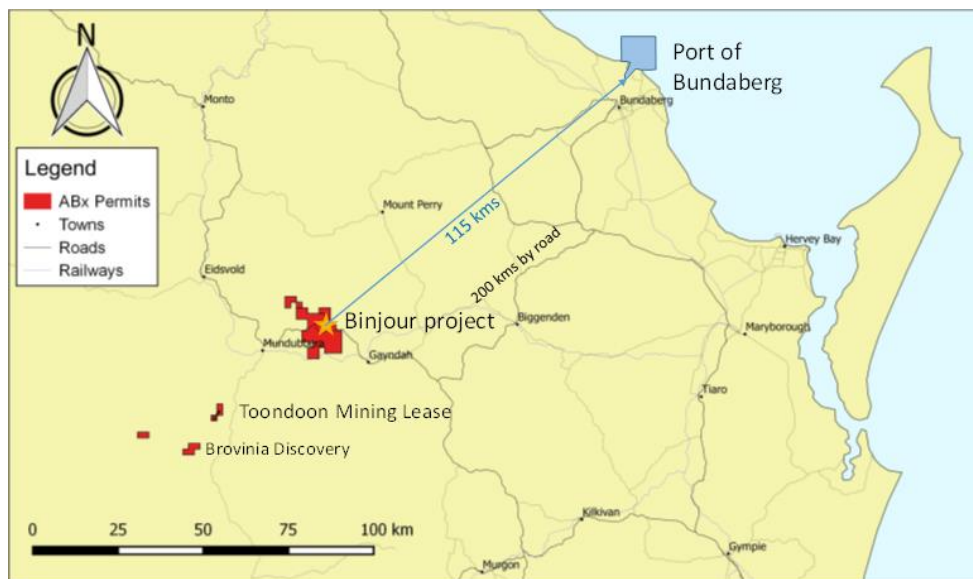 N
Port of
Bundaberg
Monto
Bundaberg
Legend
ABx Permits
Towns
Roads
Railways
Mount Perry
115 kms
200 kms by road
Hervey Bay
Eidsvold
Binjour project
Biggenden
Maryborough
Gayndah
Tiaro
Toondoon Mining Lease
Brovinia Discovery
0 25 50 75 100 km
Kilkivan
Gympie
Murgon